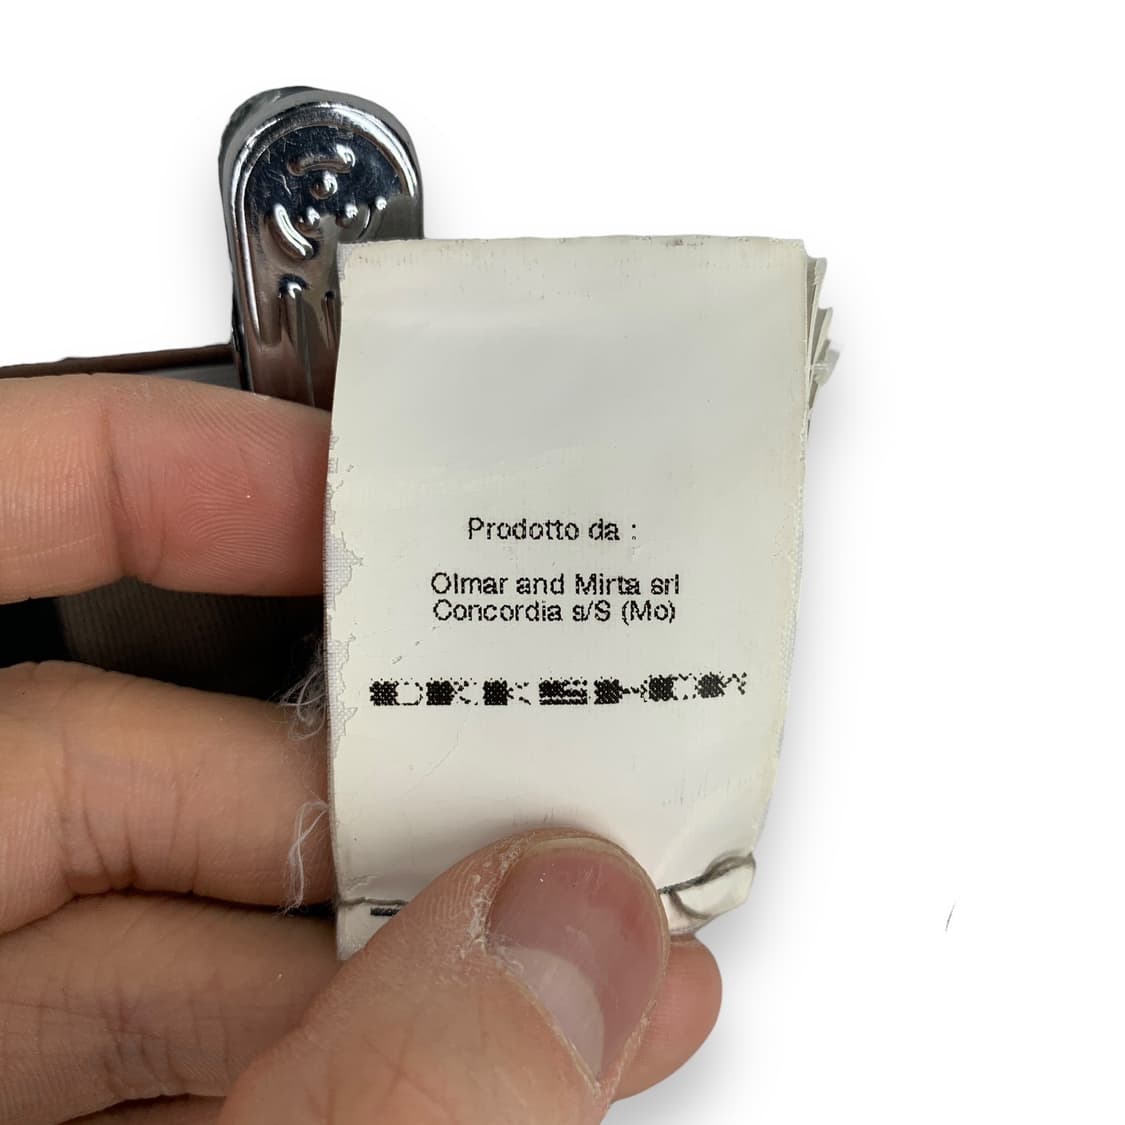 Prodotto da :
Olmar and Mirta srl
Concordia s/S (Mo)